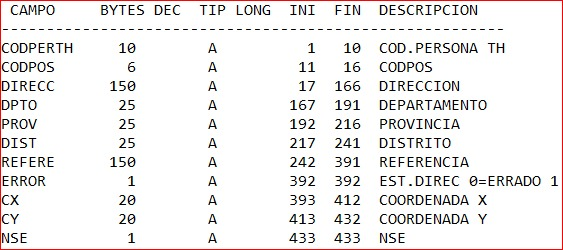 CAMPO BYTES DEC TIP LONG INI FIN DESCRIPCION
---------------------------------------------------------------
CODPERTH 10 A 1 10 COD.PERSONA TH
CODPOS 6 A 11 16 CODPOS
DIRECC 150 A 17 166 DIRECCION
DPTO 25 A 167 191 DEPARTAMENTO
PROV 25 A 192 216 PROVINCIA
DIST 25 A 217 241 DISTRITO
REFERE 150 A 242 391 REFERENCIA
ERROR 1 A 392 392 EST.DIREC 0=ERRADO 1
CX 20 A 393 412 COORDENADA X
CY 20 A 413 432 COORDENADA Y
NSE 1 A 433 433 NSE